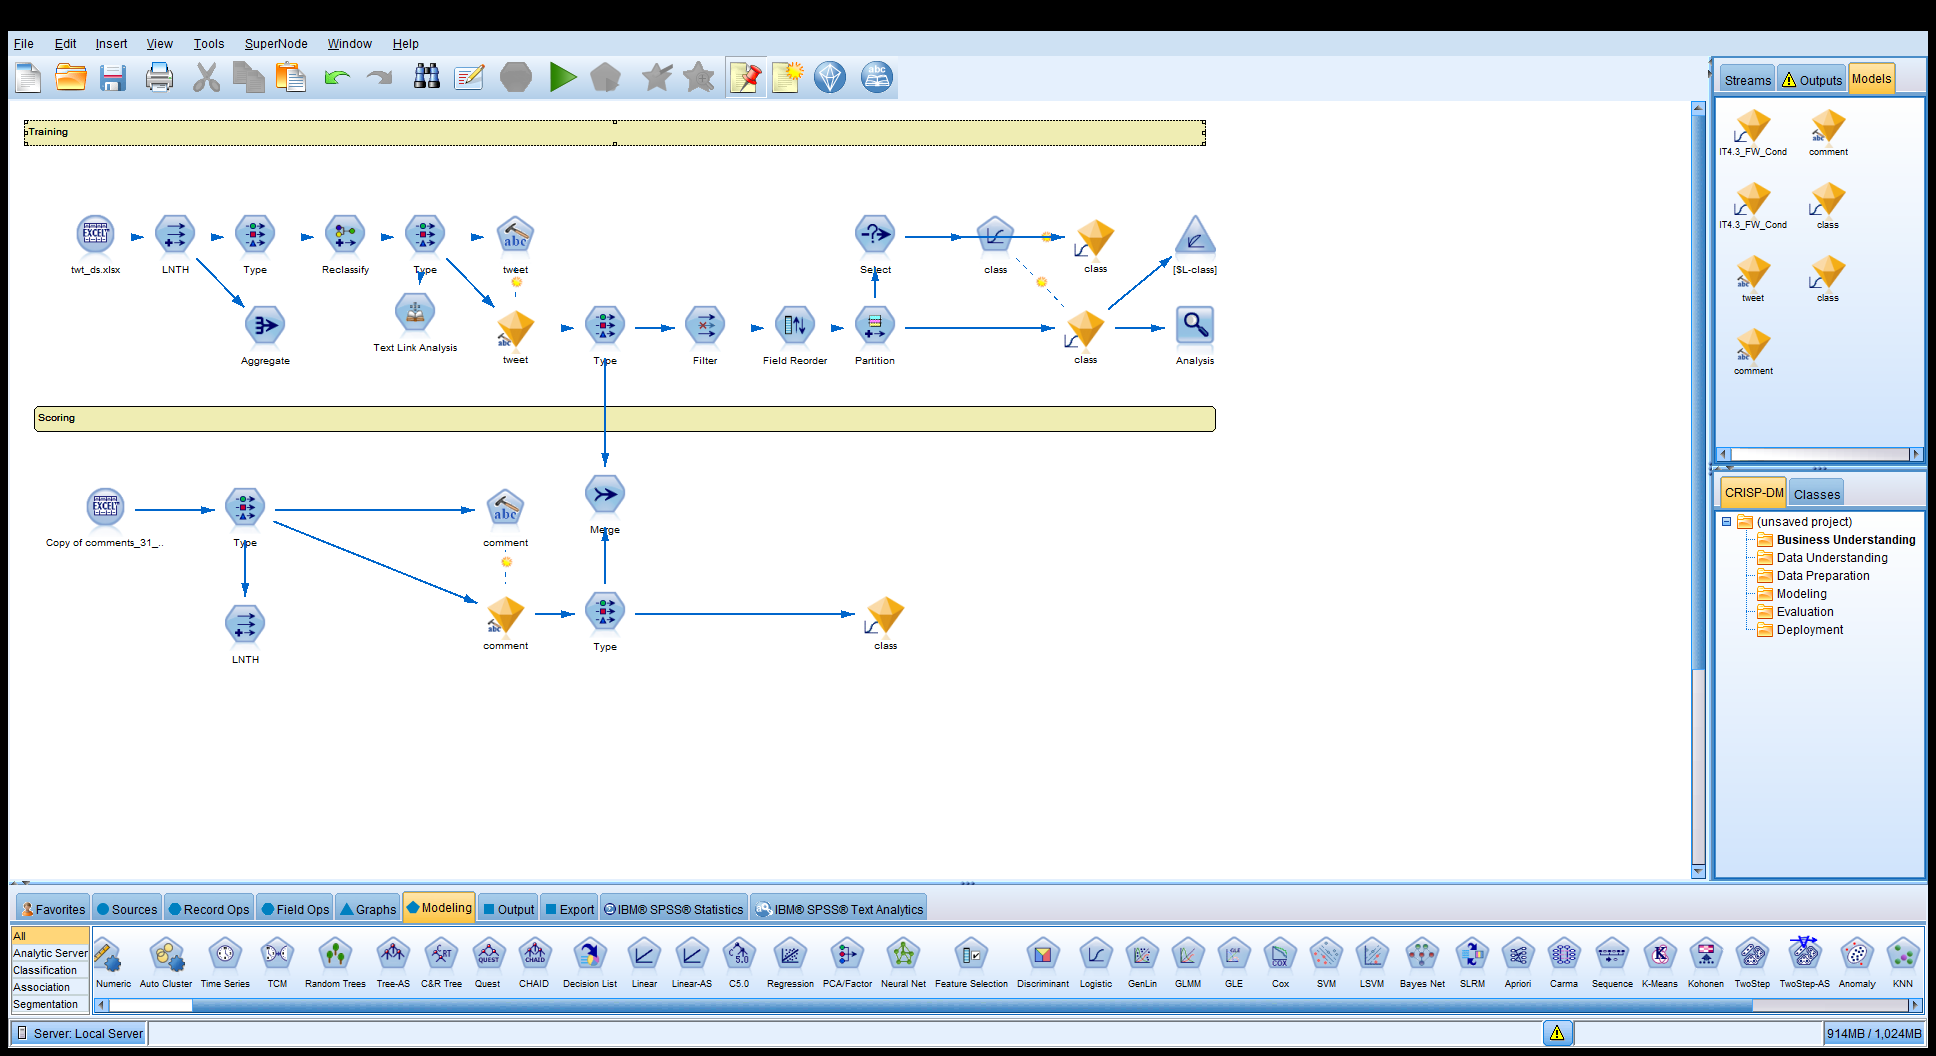 File Edit Insert View Tools SuperNode Window Help
Training
twt_ds.xlsx LNTH Type Reclassify Type tweet Select class class [$L-class]
Aggregate Text Link Analysis tweet Type Filter Field Reorder Partition class Analysis
Scoring
Copy of comments_31_... Type comment Merge
LNTH comment Type class
Streams Outputs Models
IT4.3_FW_Cond comment
IT4.3_FW_Cond class
tweet class
comment
CRISP-DM Classes
(unsaved project)
Business Understanding
Data Understanding
Data Preparation
Modeling
Evaluation
Deployment
Favorites Sources Record Ops Field Ops Graphs Modeling Output Export IBM® SPSS® Statistics IBM® SPSS® Text Analytics
All
Analytic Server
Classification
Association
Segmentation
Numeric Auto Cluster Time Series TCM Random Trees Tree-AS C&R Tree Quest CHAID Decision List Linear Linear-AS C5.0 Regression PCA/Factor Neural Net Feature Selection Discriminant Logistic GenLin GLMM GLE Cox SVM LSVM Bayes Net SLRM Apriori Carma Sequence K-Means Kohonen TwoStep TwoStep-AS Anomaly KNN
Server: Local Server
914MB / 1,024MB